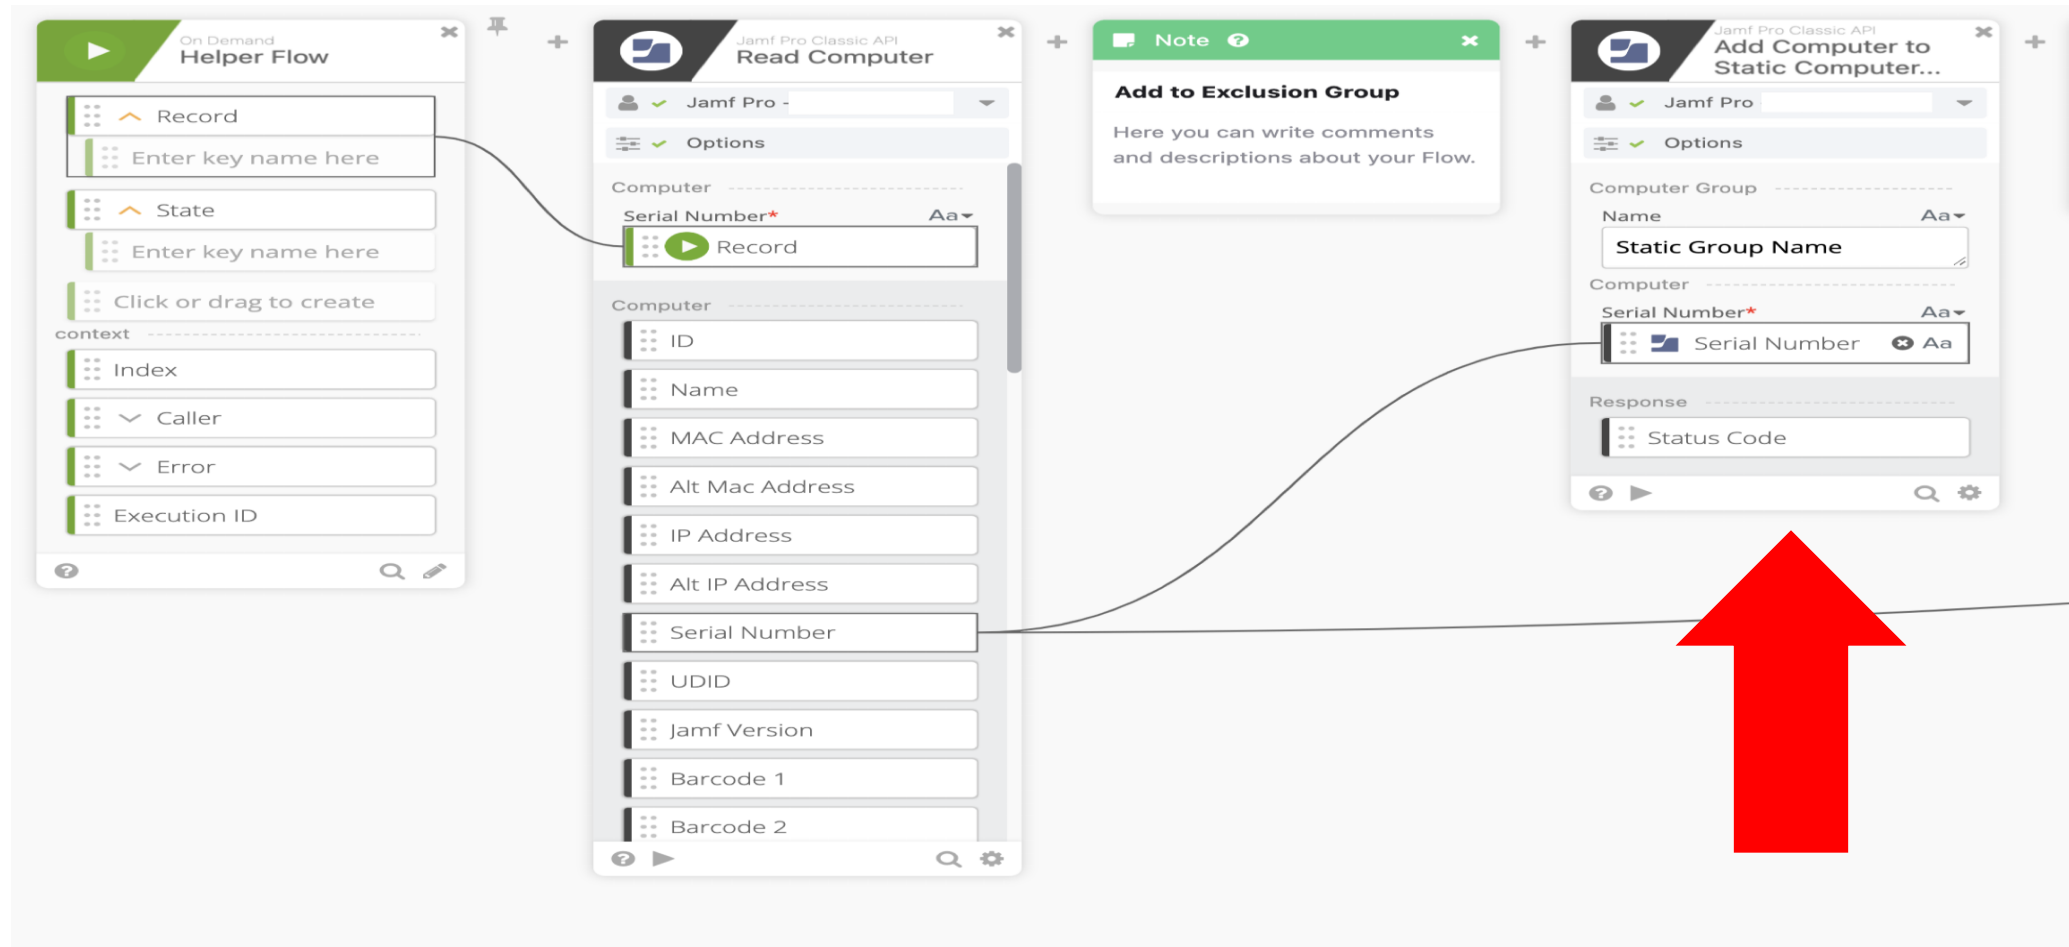 On Demand
Helper Flow
Record
Enter key name here
State
Enter key name here
Click or drag to create
context
Index
Caller
Error
Execution ID
Jamf Pro Classic API
Read Computer
Jamf Pro -
Options
Computer
Serial Number* Aa
Record
Computer
ID
Name
MAC Address
Alt Mac Address
IP Address
Alt IP Address
Serial Number
UDID
Jamf Version
Barcode 1
Barcode 2
Note
Add to Exclusion Group
Here you can write comments
and descriptions about your Flow.
Jamf Pro Classic API
Add Computer to
Static Computer...
Jamf Pro
Options
Computer Group
Name Aa
Static Group Name
Computer
Serial Number* Aa
Serial Number Aa
Response
Status Code